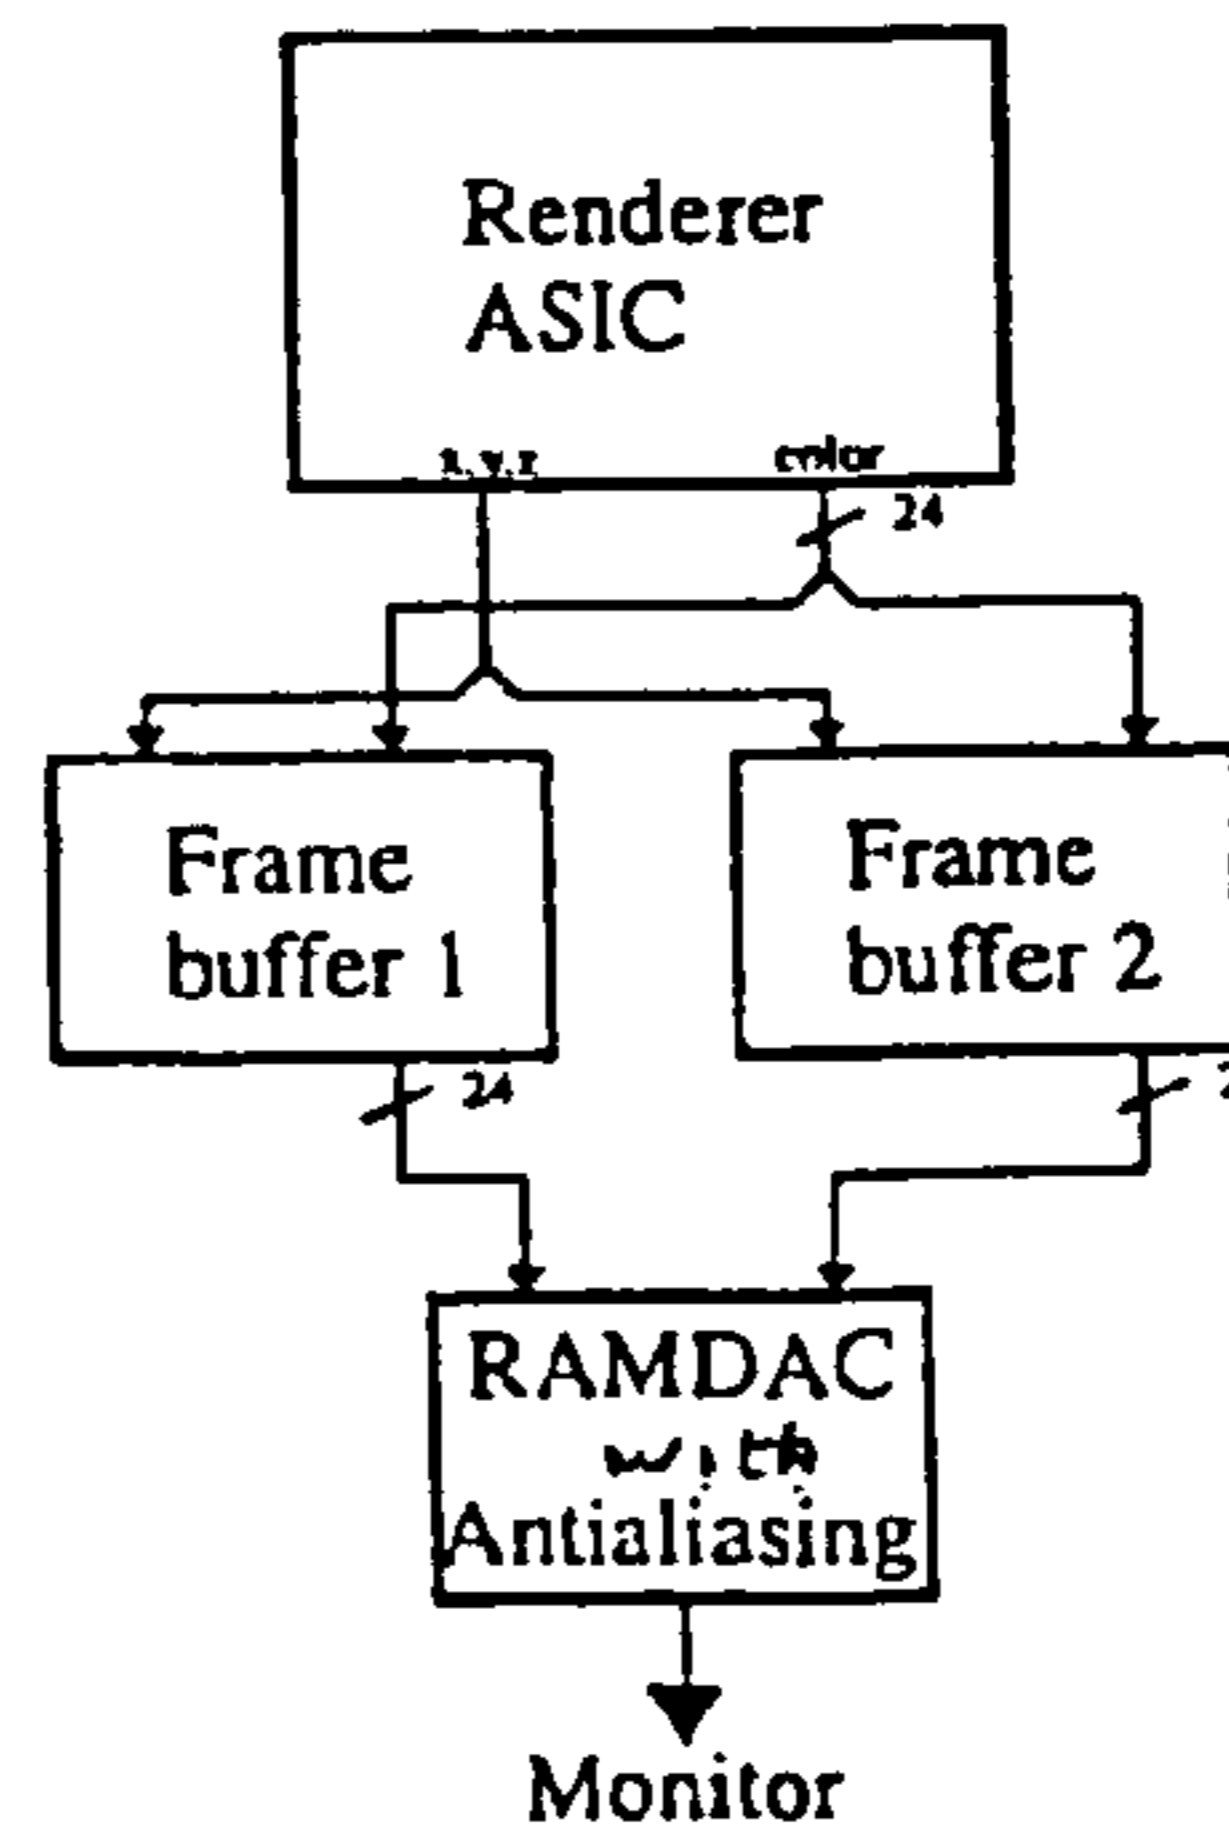 Renderer
ASIC
x, y, z
color
24
Frame
buffer 1
Frame
buffer 2
24
RAMDAC
with
Antialiasing
Monitor